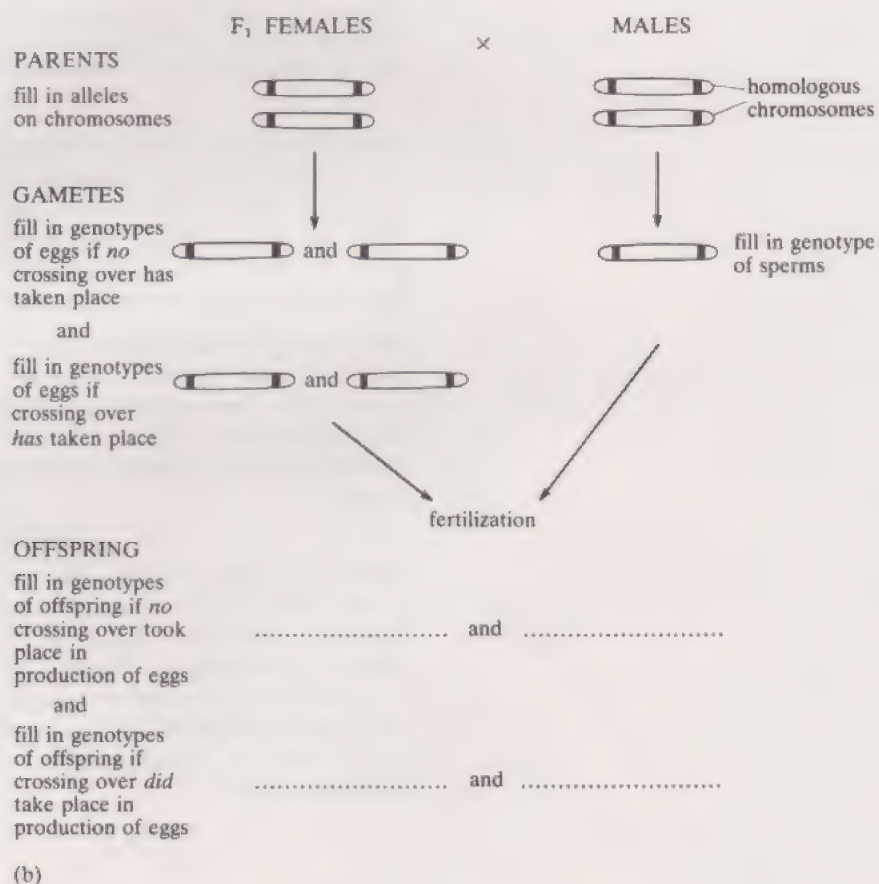 F₁ FEMALES × MALES
PARENTS
fill in alleles
on chromosomes
homologous
chromosomes
GAMETES
fill in genotypes
of eggs if no
crossing over has
taken place
and
fill in genotype
of sperms
and
fill in genotypes
of eggs if
crossing over
has taken place
and
fertilization
OFFSPRING
fill in genotypes
of offspring if no
crossing over took
place in
production of eggs
.................................. and ..................................
and
fill in genotypes
of offspring if
crossing over did
take place in
production of eggs
.................................. and ..................................
(b)